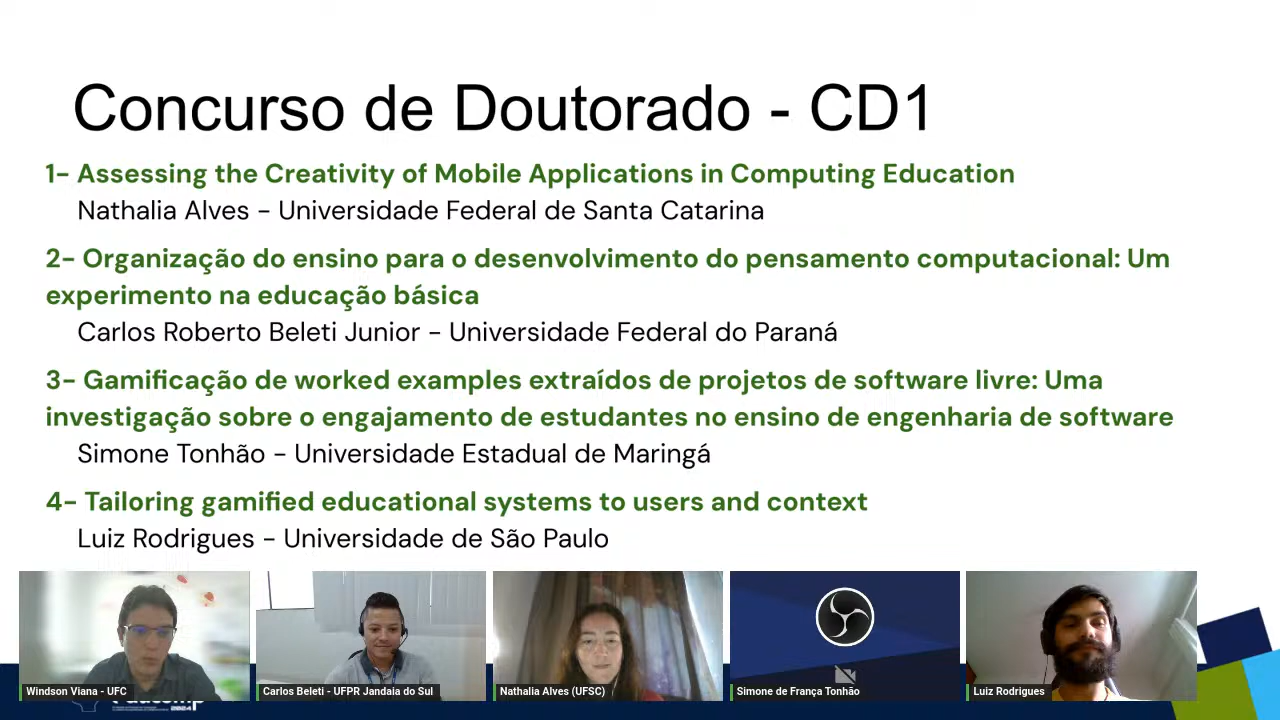 Concurso de Doutorado - CD1
1- Assessing the Creativity of Mobile Applications in Computing Education
Nathalia Alves - Universidade Federal de Santa Catarina
2- Organização do ensino para o desenvolvimento do pensamento computacional: Um
experimento na educação básica
Carlos Roberto Beleti Junior - Universidade Federal do Paraná
3- Gamificação de worked examples extraídos de projetos de software livre: Uma
investigação sobre o engajamento de estudantes no ensino de engenharia de software
Simone Tonhão - Universidade Estadual de Maringá
4- Tailoring gamified educational systems to users and context
Luiz Rodrigues - Universidade de São Paulo
Windson Viana - UFC
Carlos Beleti - UFPR Jandaia do Sul
Nathalia Alves (UFSC)
Simone de França Tonhão
Luiz Rodrigues